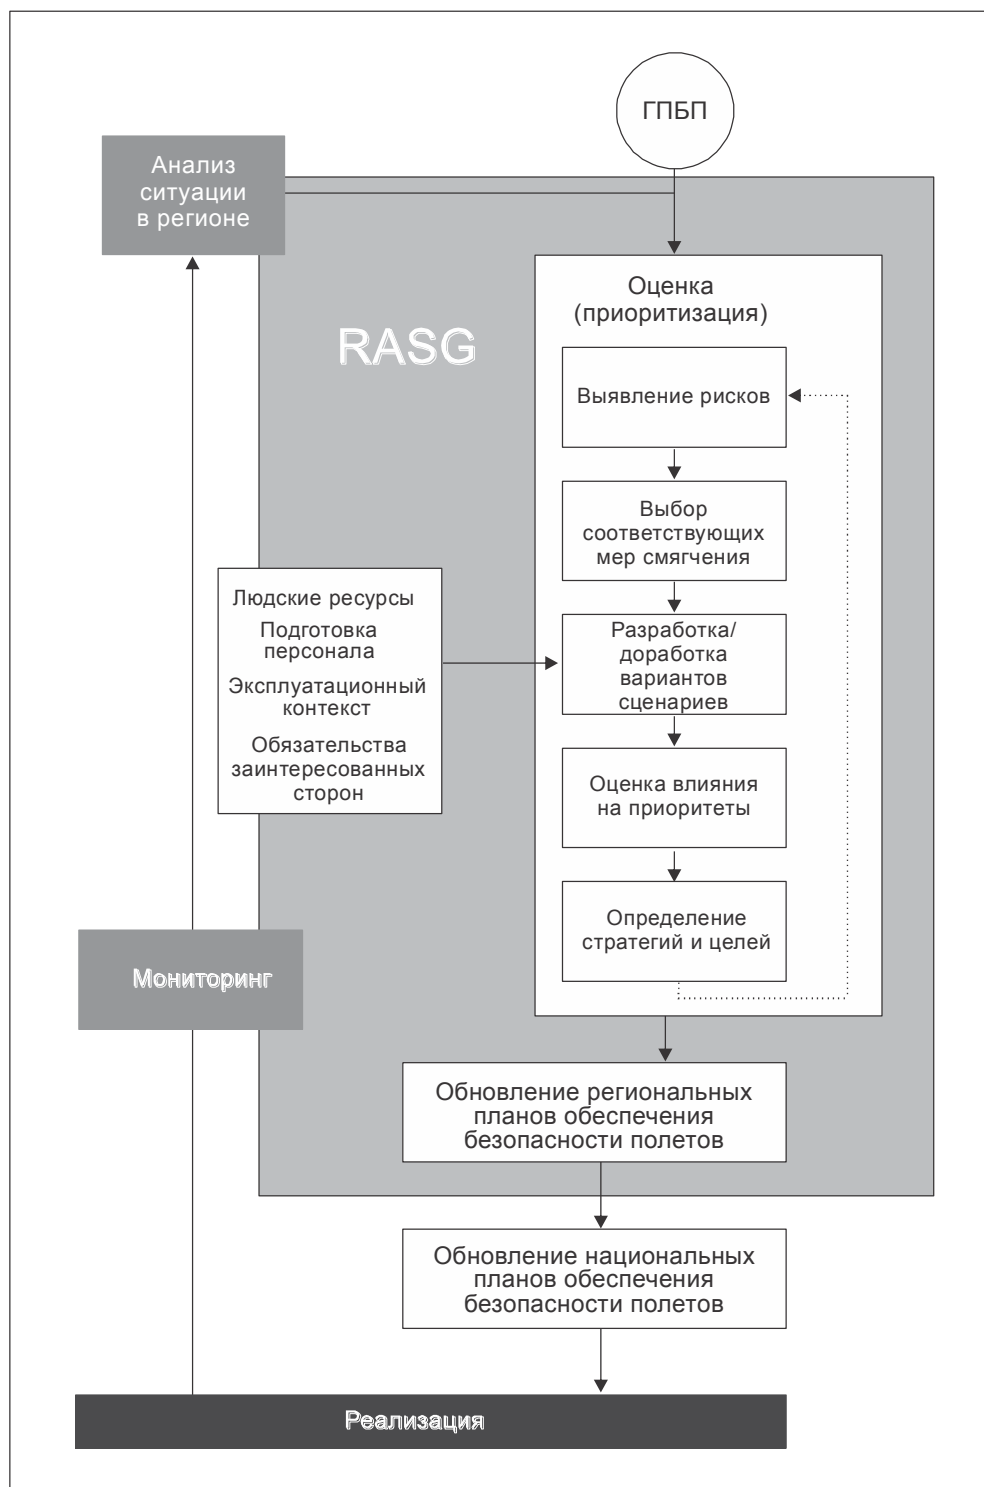 ГПБП
Анализ
ситуации
в регионе
RASG
Оценка
(приоритизация)
Выявление рисков
Выбор
соответствующих
мер смягчения
Людские ресурсы
Подготовка
персонала
Эксплуатационный
контекст
Обязательства
заинтересованных
сторон
Разработка/
доработка
вариантов
сценариев
Оценка влияния
на приоритеты
Определение
стратегий и целей
Мониторинг
Обновление региональных
планов обеспечения
безопасности полетов
Обновление национальных
планов обеспечения
безопасности полетов
Реализация